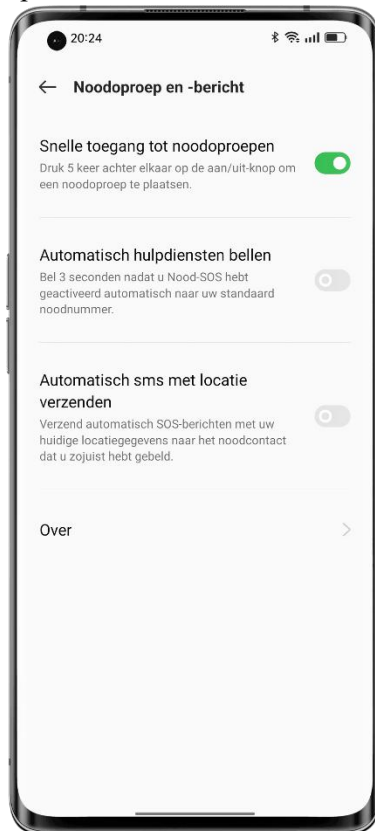 20:24
Noodoproep en -bericht
Snelle toegang tot noodoproepen
Druk 5 keer achter elkaar op de aan/uit-knop om
een noodoproep te plaatsen.
Automatisch hulpdiensten bellen
Bel 3 seconden nadat u Nood-SOS hebt
geactiveerd automatisch naar uw standaard
noodnummer.
Automatisch sms met locatie
verzenden
Verzend automatisch SOS-berichten met uw
huidige locatiegegevens naar het noodcontact
dat u zojuist hebt gebeld.
Over